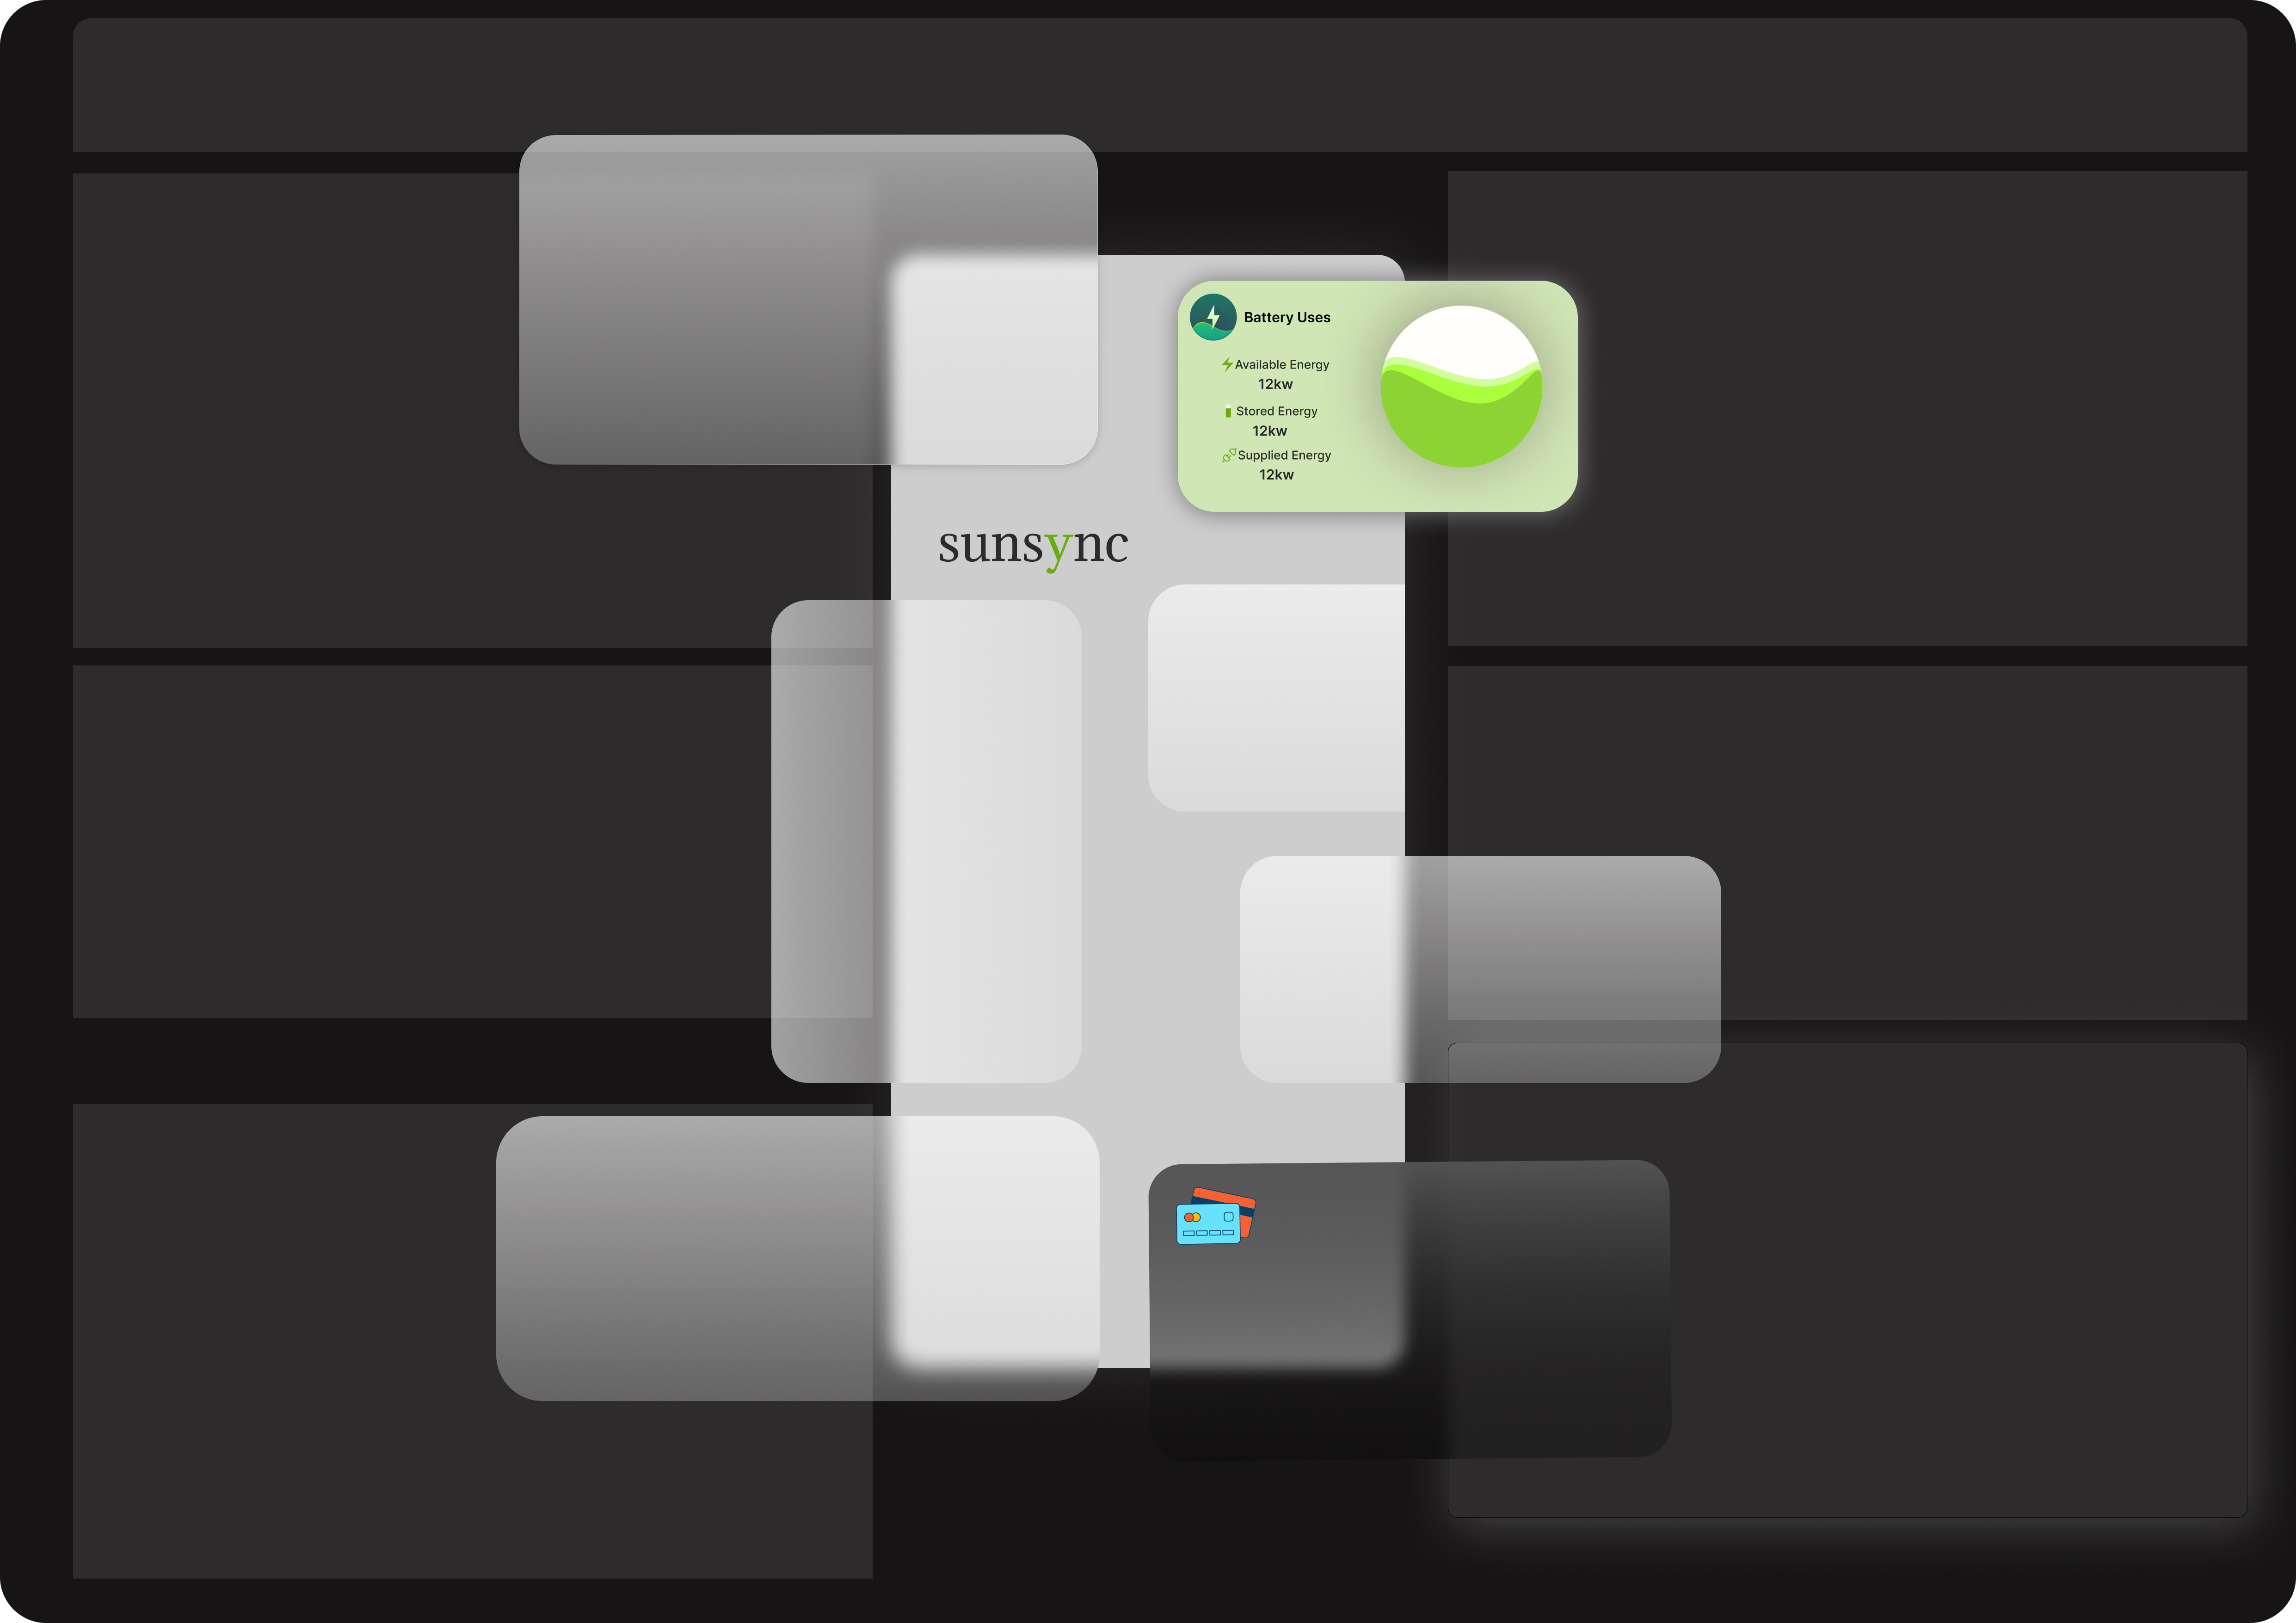 Battery Uses
Available Energy
12kw
Stored Energy
12kw
Supplied Energy
12kw
sunsync